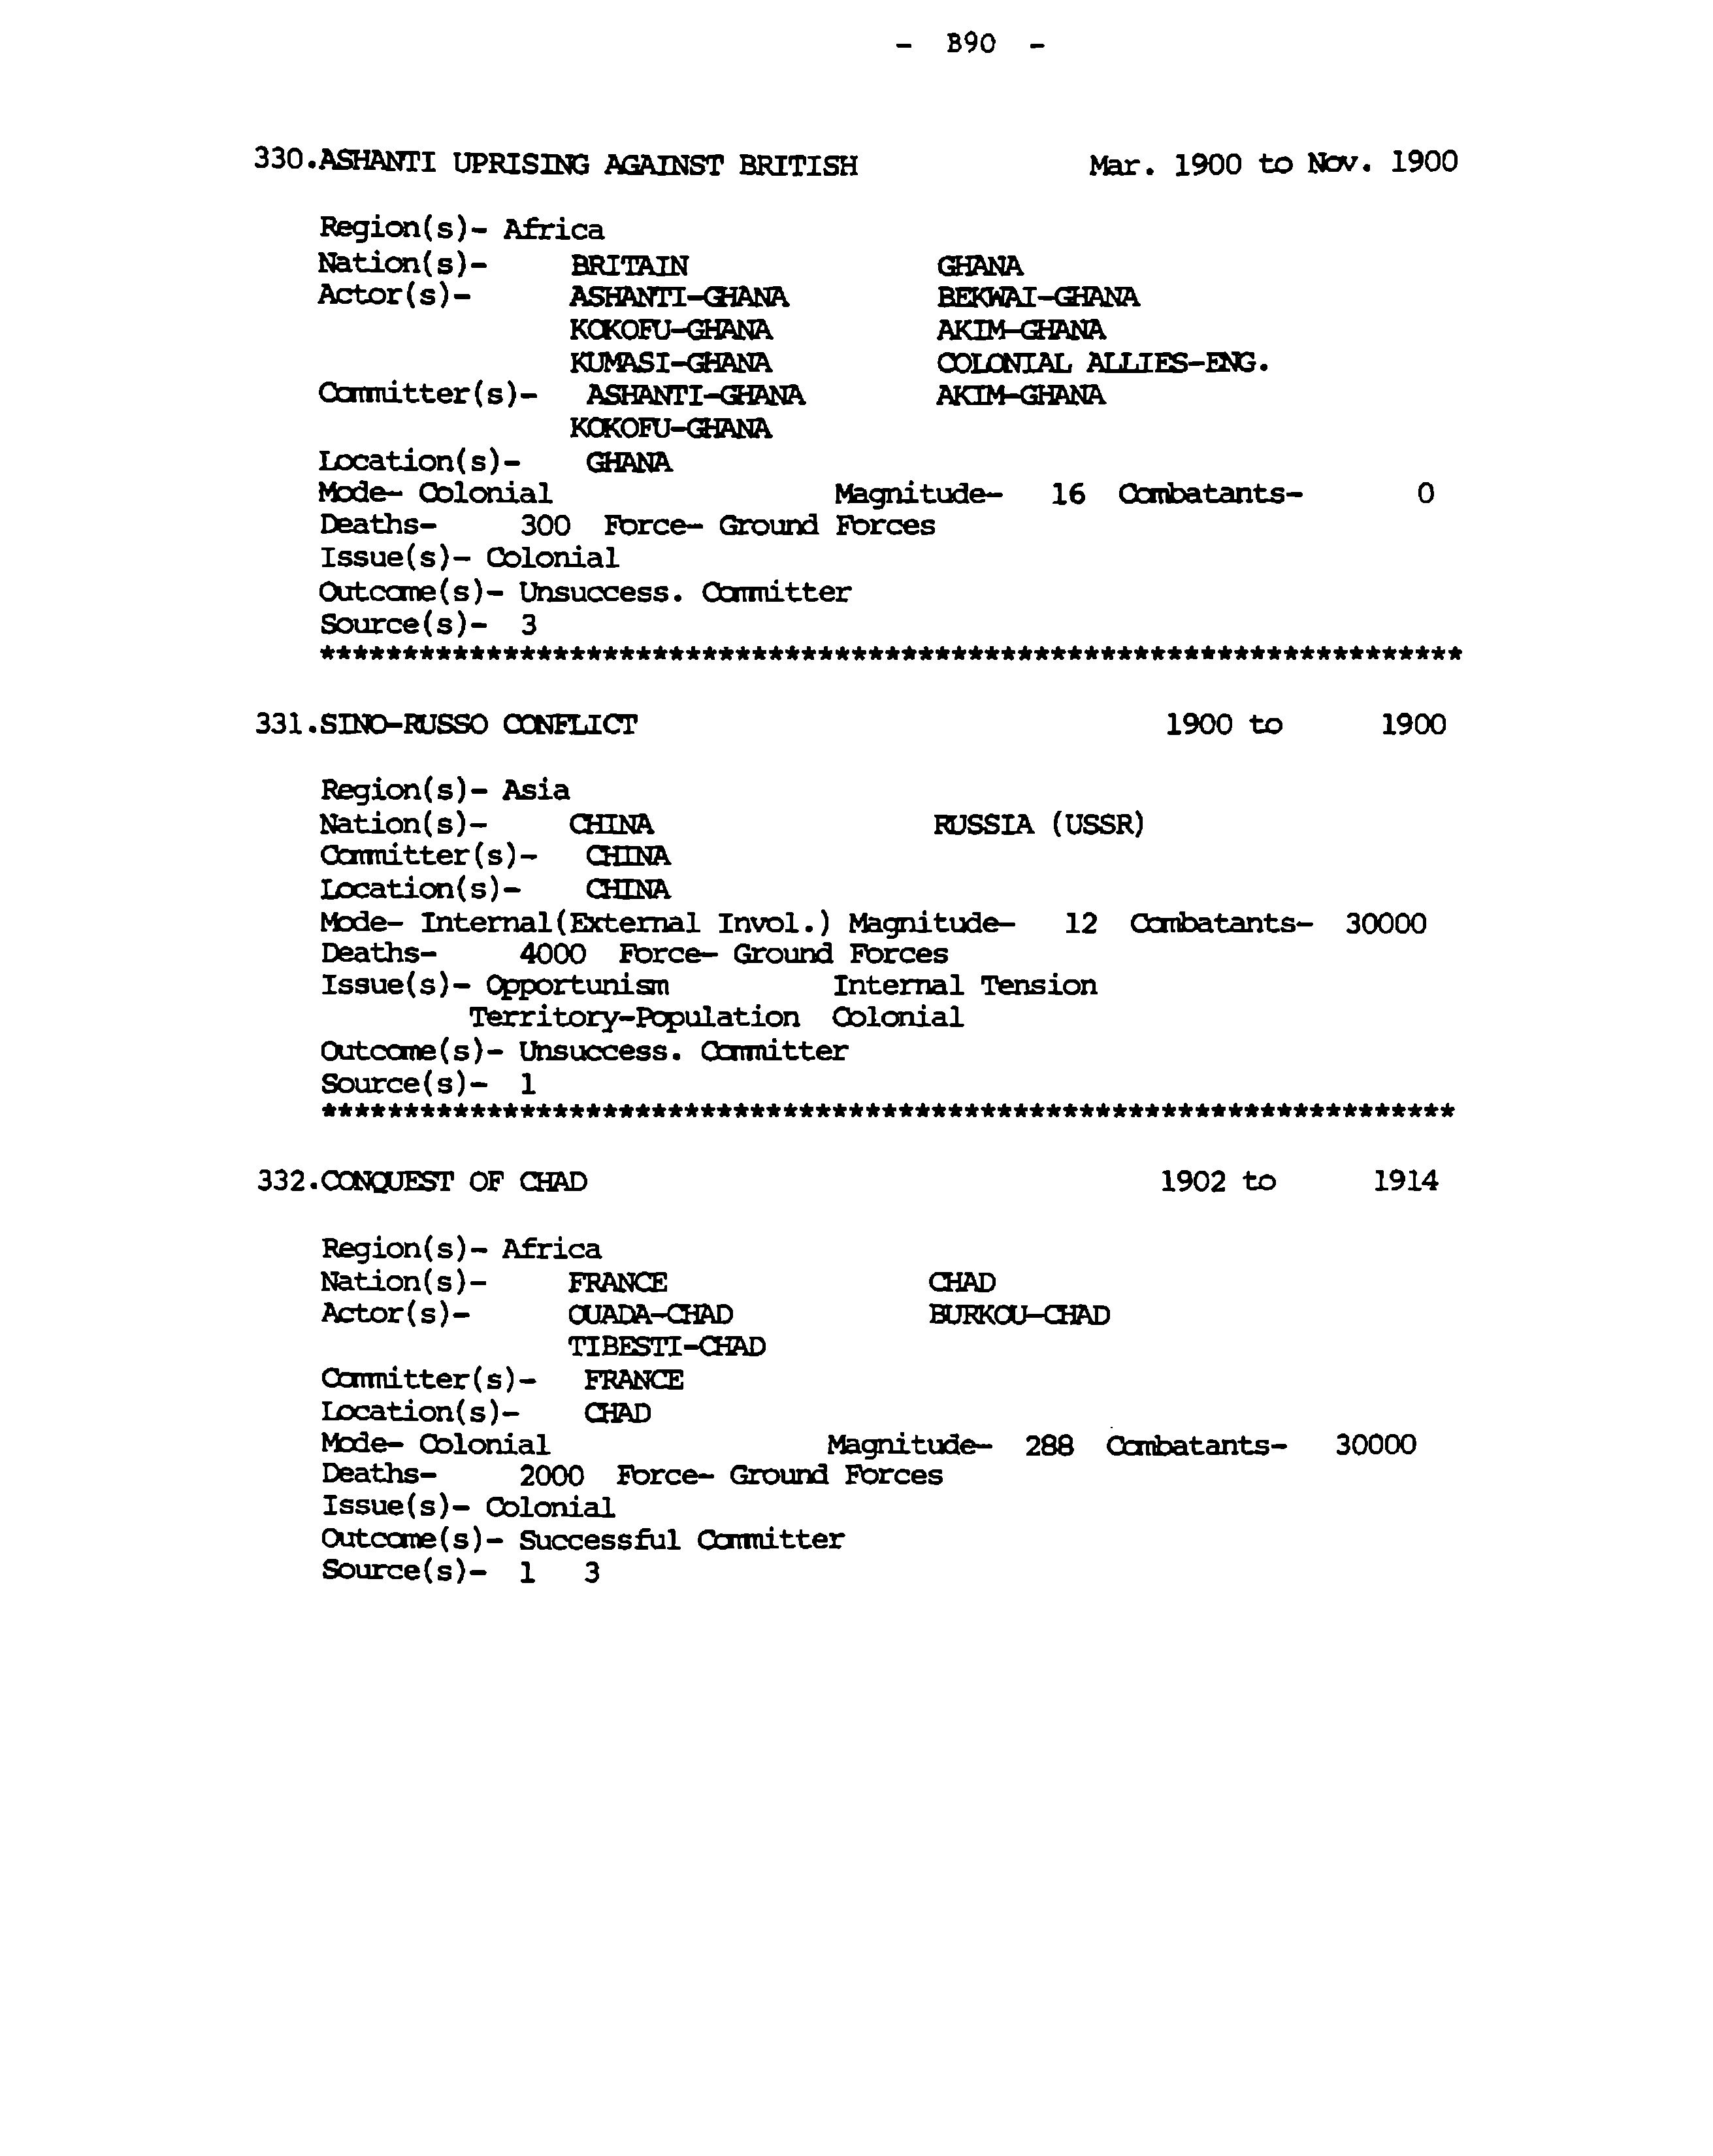 - B90 -
330.ASHANTI UPRISING AGAINST BRITISH Mar. 1900 to Nov. 1900
Region(s)- Africa
Nation(s)- BRITAIN GHANA
Actor(s)- ASHANTI-GHANA BEKWAI-GHANA
KOKOFU-GHANA AKIM-GHANA
KUMASI-GHANA COLONIAL ALLIES-ENG.
Committer(s)- ASHANTI-GHANA AKIM-GHANA
KOKOFU-GHANA
Location(s)- GHANA
Mode- Colonial Magnitude- 16 Combatants- 0
Deaths- 300 Force- Ground Forces
Issue(s)- Colonial
Outcome(s)- Unsuccess. Committer
Source(s)- 3
*********************************************************************
331.SINO-RUSSO CONFLICT 1900 to 1900
Region(s)- Asia
Nation(s)- CHINA RUSSIA (USSR)
Committer(s)- CHINA
Location(s)- CHINA
Mode- Internal(External Invol.) Magnitude- 12 Combatants- 30000
Deaths- 4000 Force- Ground Forces
Issue(s)- Opportunism Internal Tension
Territory-Population Colonial
Outcome(s)- Unsuccess. Committer
Source(s)- 1
*********************************************************************
332.CONQUEST OF CHAD 1902 to 1914
Region(s)- Africa
Nation(s)- FRANCE CHAD
Actor(s)- OUADA-CHAD BURKOU-CHAD
TIBESTI-CHAD
Committer(s)- FRANCE
Location(s)- CHAD
Mode- Colonial Magnitude- 288 Combatants- 30000
Deaths- 2000 Force- Ground Forces
Issue(s)- Colonial
Outcome(s)- Successful Committer
Source(s)- 1 3